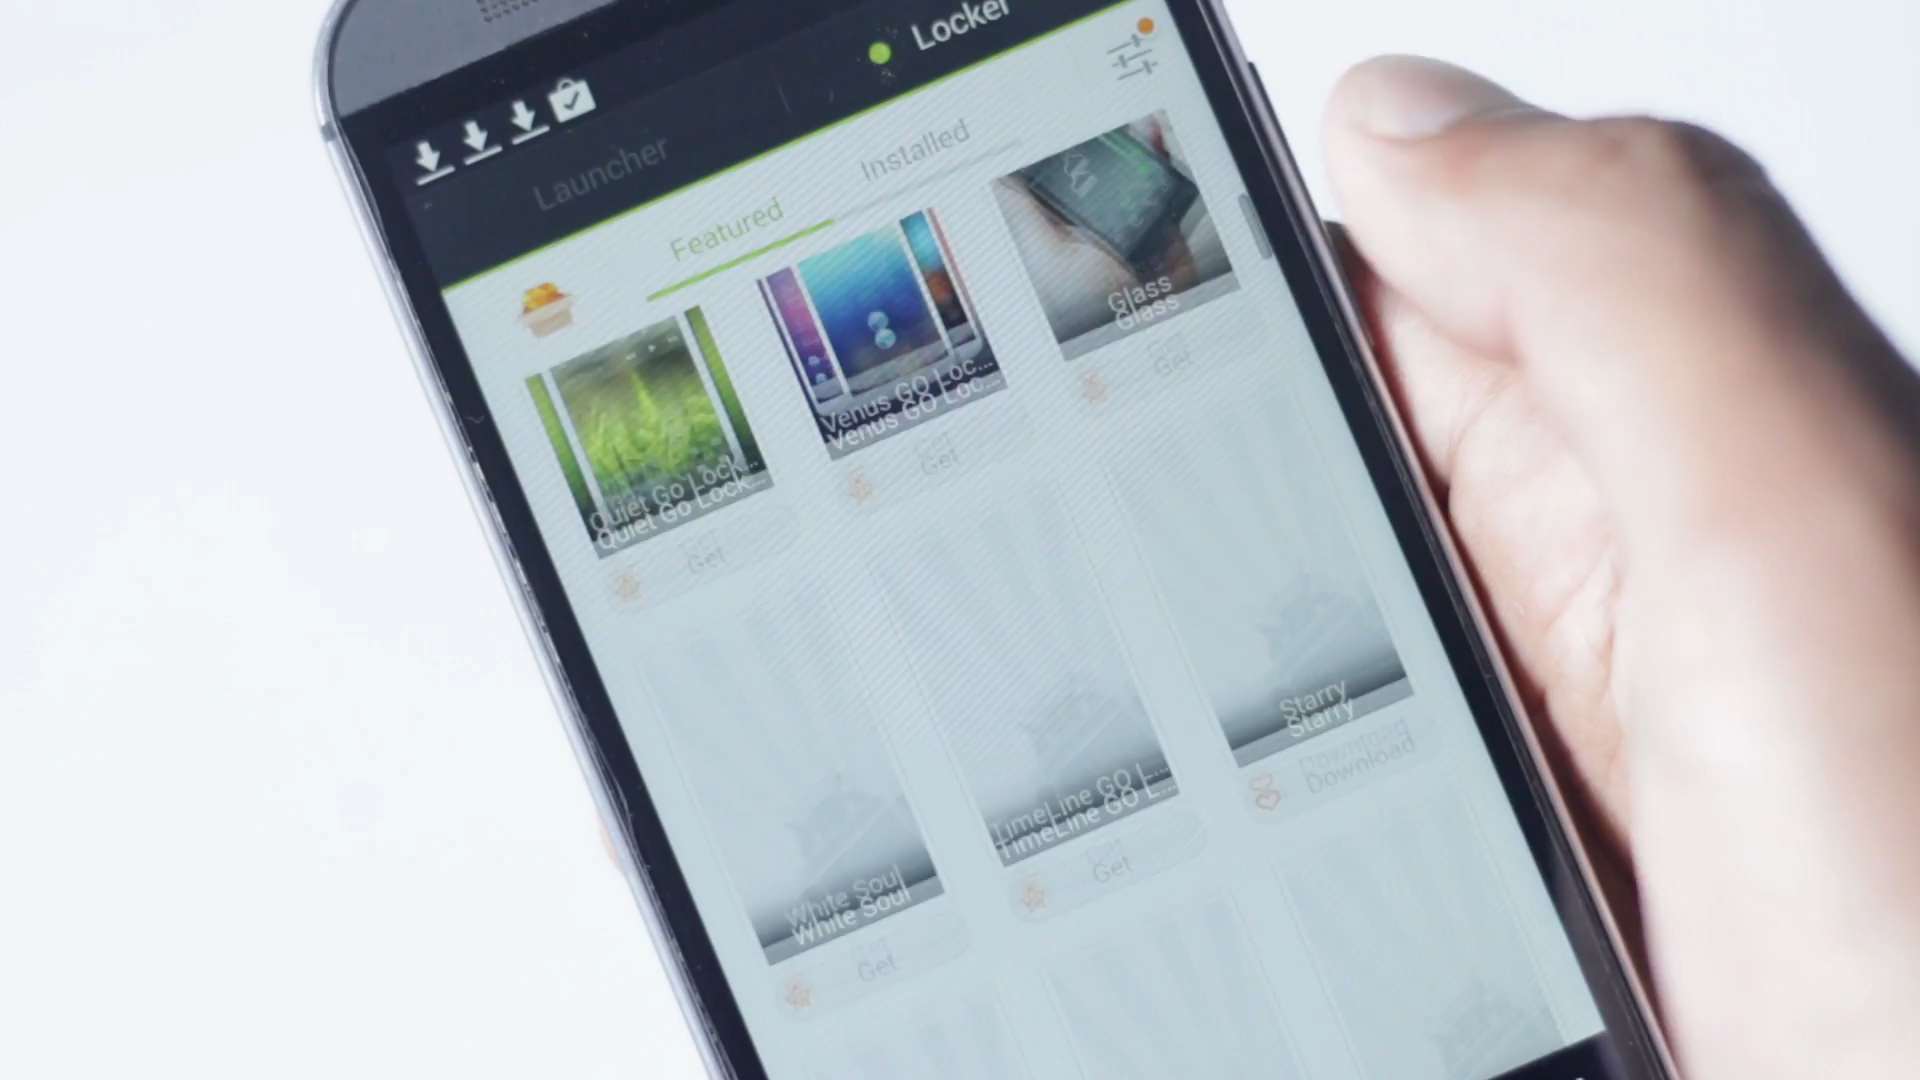 Launcher
Locker
Featured
Installed
Quiet Go Lock...
Venus GO Loc...
Glass
Get
Get
Get
White Soul
TimeLine GO L...
Starry
Get
Get
Download